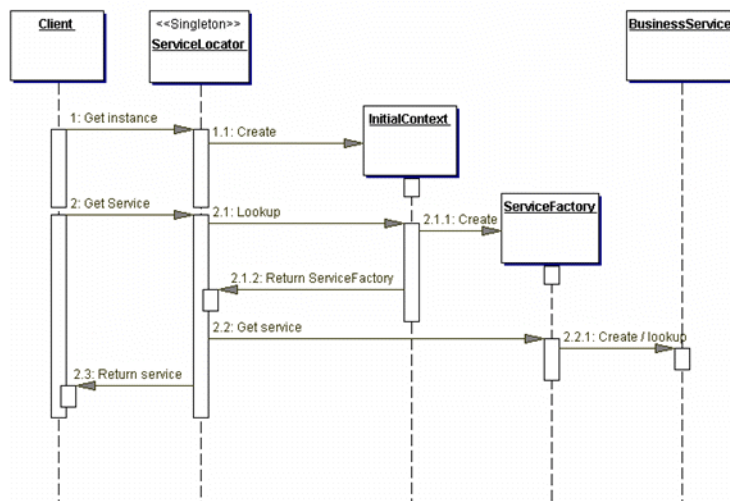 Client
<<Singleton>>
ServiceLocator
BusinessService
InitialContext
1: Get instance
1.1: Create
ServiceFactory
2: Get Service
2.1: Lookup
2.1.1: Create
2.1.2: Return ServiceFactory
2.2: Get service
2.2.1: Create / lookup
2.3: Return service